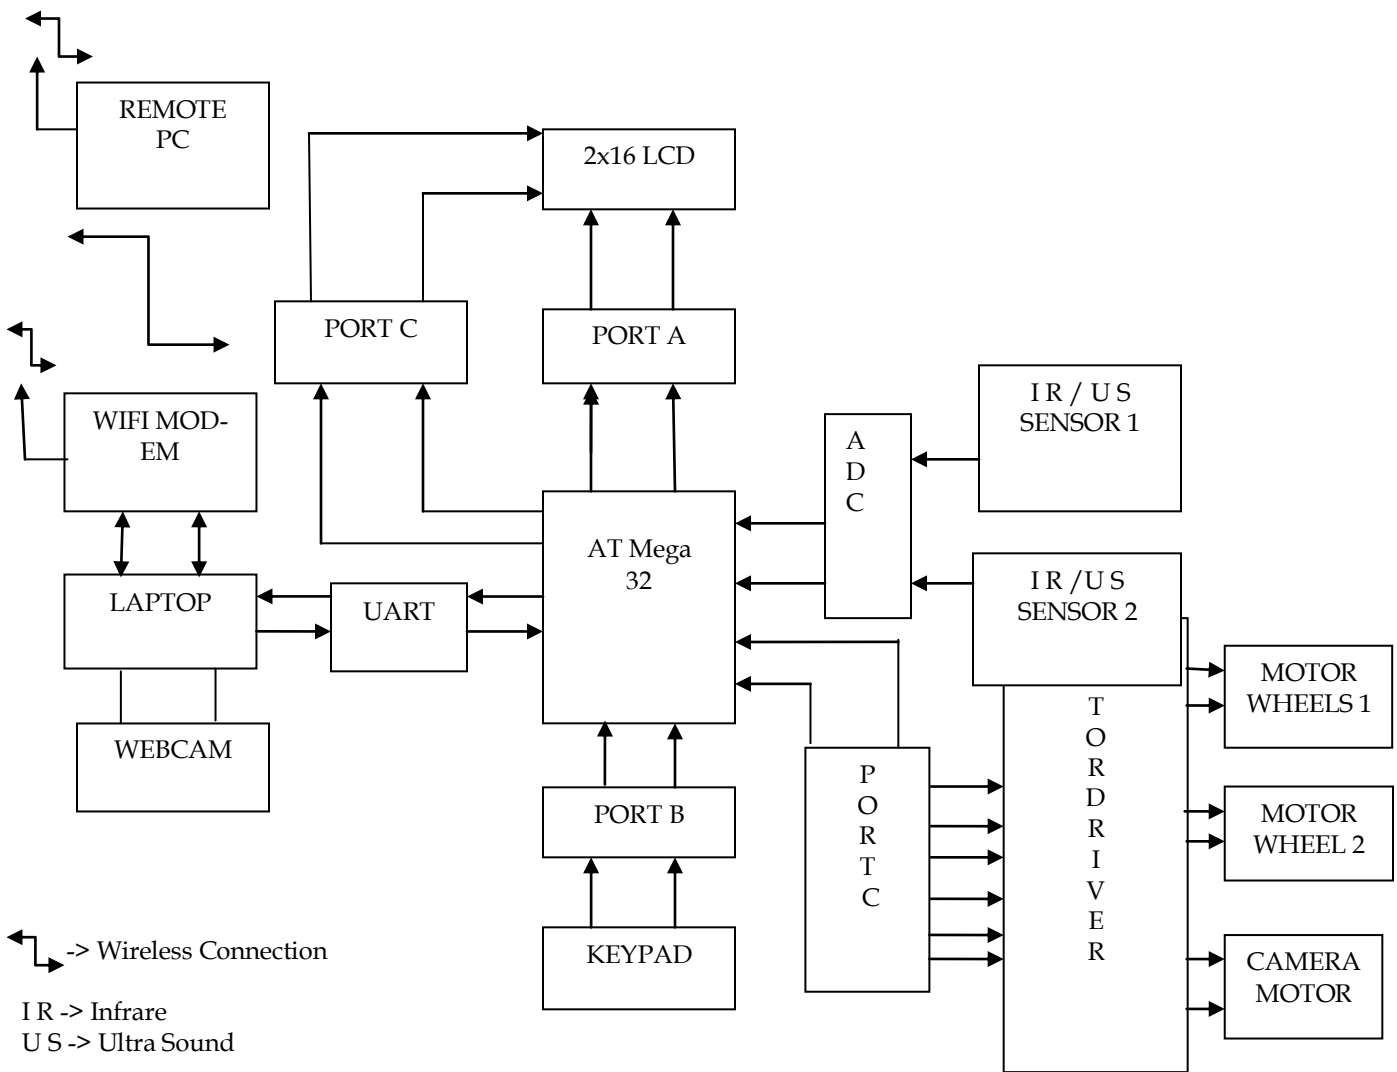 REMOTE
PC
2x16 LCD
PORT C
PORT A
WIFI MOD-
EM
A
D
C
I R / U S
SENSOR 1
AT Mega
32
LAPTOP
UART
I R /U S
SENSOR 2
WEBCAM
PORT B
P
O
R
T
C
T
O
R
D
R
I
V
E
R
MOTOR
WHEELS 1
MOTOR
WHEEL 2
KEYPAD
CAMERA
MOTOR
-> Wireless Connection
I R -> Infrare
U S -> Ultra Sound